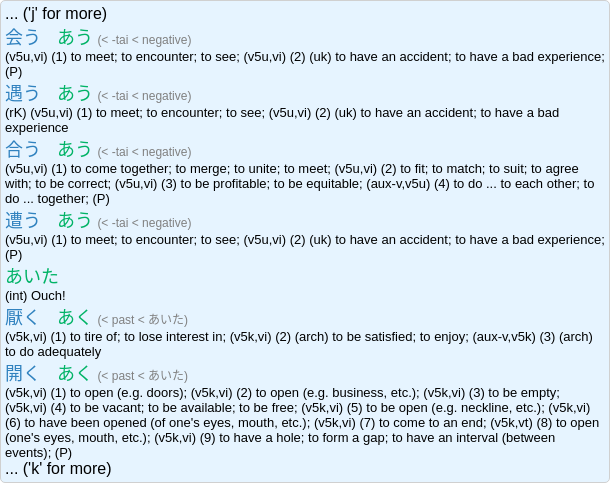 ... ('j' for more)
会う あう (< -tai < negative)
(v5u,vi) (1) to meet; to encounter; to see; (v5u,vi) (2) (uk) to have an accident; to have a bad experience;
(P)
遇う あう (< -tai < negative)
(rK) (v5u,vi) (1) to meet; to encounter; to see; (v5u,vi) (2) (uk) to have an accident; to have a bad
experience
合う あう (< -tai < negative)
(v5u,vi) (1) to come together; to merge; to unite; to meet; (v5u,vi) (2) to fit; to match; to suit; to agree
with; to be correct; (v5u,vi) (3) to be profitable; to be equitable; (aux-v,v5u) (4) to do ... to each other; to
do ... together; (P)
遭う あう (< -tai < negative)
(v5u,vi) (1) to meet; to encounter; to see; (v5u,vi) (2) (uk) to have an accident; to have a bad experience;
(P)
あいた
(int) Ouch!
厭く あく (< past < あいた)
(v5k,vi) (1) to tire of; to lose interest in; (v5k,vi) (2) (arch) to be satisfied; to enjoy; (aux-v,v5k) (3) (arch)
to do adequately
開く あく (< past < あいた)
(v5k,vi) (1) to open (e.g. doors); (v5k,vi) (2) to open (e.g. business, etc.); (v5k,vi) (3) to be empty;
(v5k,vi) (4) to be vacant; to be available; to be free; (v5k,vi) (5) to be open (e.g. neckline, etc.); (v5k,vi)
(6) to have been opened (of one's eyes, mouth, etc.); (v5k,vi) (7) to come to an end; (v5k,vt) (8) to open
(one's eyes, mouth, etc.); (v5k,vi) (9) to have a hole; to form a gap; to have an interval (between
events); (P)
... ('k' for more)